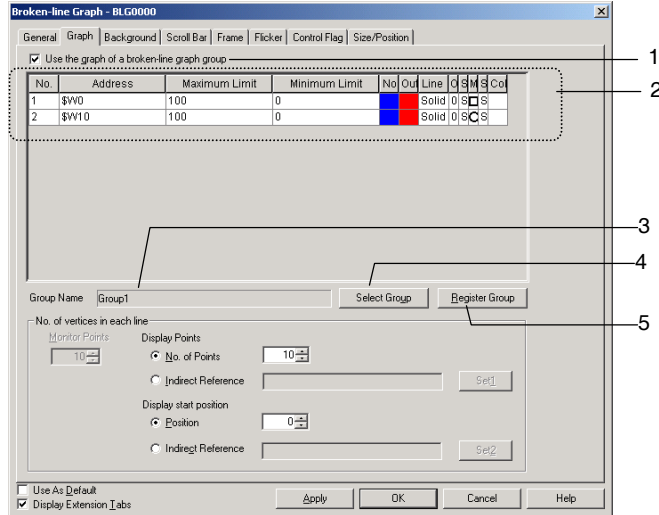 Broken-line Graph - BLG0000
General Graph Background Scroll Bar Frame Flicker Control Flag Size/Position
Use the graph of a broken-line graph group
1
No. Address Maximum Limit Minimum Limit No Out Line O S M S Col
2
1 $W0 100 0 Solid 0 S S
2 $W10 100 0 Solid 0 S S
3
4
Group Name Group1 Select Group Register Group
5
No. of vertices in each line
Monitor Points Display Points
10 No. of Points 10
Indirect Reference Set1
Display start position
Position 0
Indirect Reference Set2
Use As Default
Display Extension Tabs
Apply OK Cancel Help